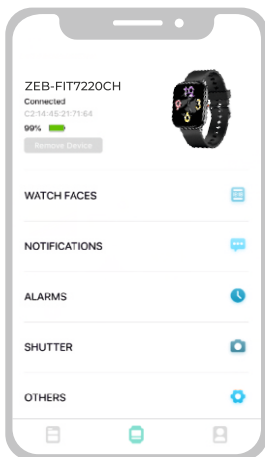 ZEB-FIT7220CH
Connected
C2:14:45:21:71:64
99%
Remove Device
WATCH FACES
NOTIFICATIONS
ALARMS
SHUTTER
OTHERS